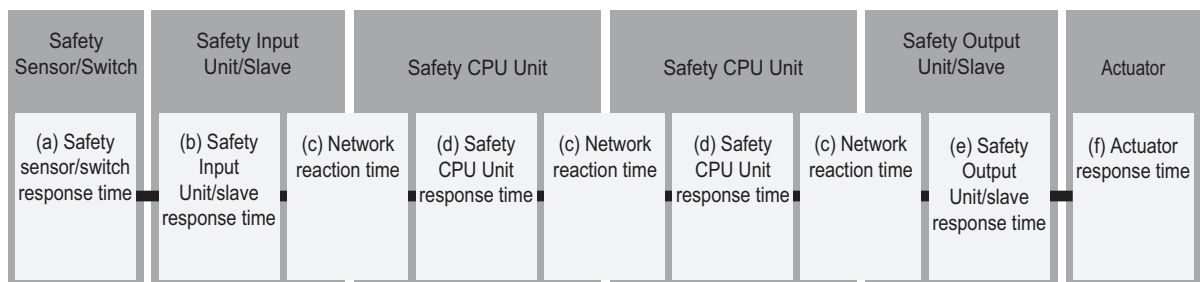 Safety
Sensor/Switch
Safety Input
Unit/Slave
Safety CPU Unit
Safety CPU Unit
Safety Output
Unit/Slave
Actuator
(a) Safety
sensor/switch
response time
(b) Safety
Input
Unit/slave
response time
(c) Network
reaction time
(d) Safety
CPU Unit
response time
(c) Network
reaction time
(d) Safety
CPU Unit
response time
(c) Network
reaction time
(e) Safety
Output
Unit/slave
response time
(f) Actuator
response time